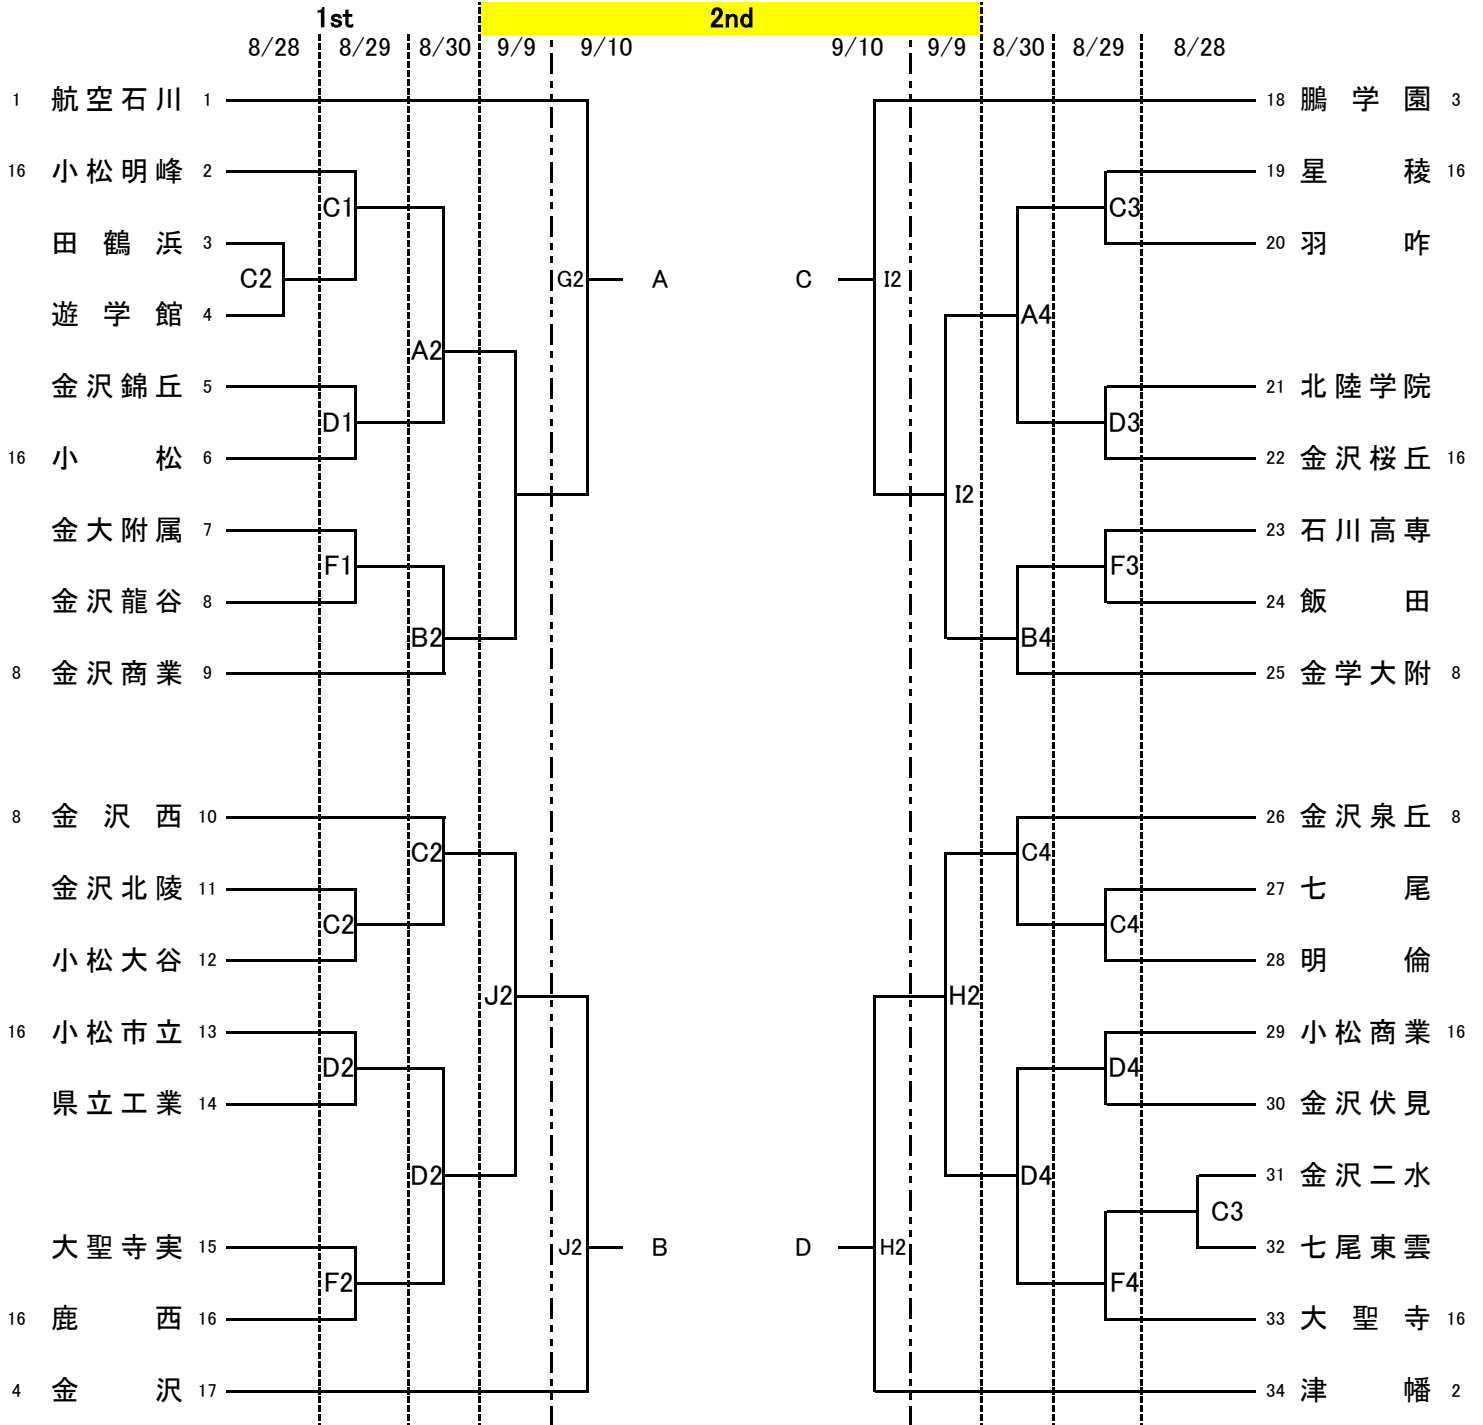 1st 2nd
8/28 8/29 8/30 9/9 9/10 9/10 9/9 8/30 8/29 8/28
1 航空石川 1 18 鵬学園 3
16 小松明峰 2 19 星稜 16
C1 C3
田鶴浜 3 20 羽咋
C2 G2 A C I2
遊学館 4 A4
A2
金沢錦丘 5 21 北陸学院
D1 D3
16 小松 6 22 金沢桜丘 16
I2
金大附属 7 23 石川高専
F1 F3
金沢龍谷 8 24 飯田
B2 B4
8 金沢商業 9 25 金学大附 8
8 金沢西 10 26 金沢泉丘 8
C2 C4
金沢北陵 11 27 七尾
C2 C4
小松大谷 12 28 明倫
J2 H2
16 小松市立 13 29 小松商業 16
D2 D4
県立工業 14 30 金沢伏見
D2 D4 31 金沢二水
C3
大聖寺実 15 J2 B D H2 32 七尾東雲
F2 F4
16 鹿西 16 33 大聖寺 16
4 金沢 17 34 津幡 2